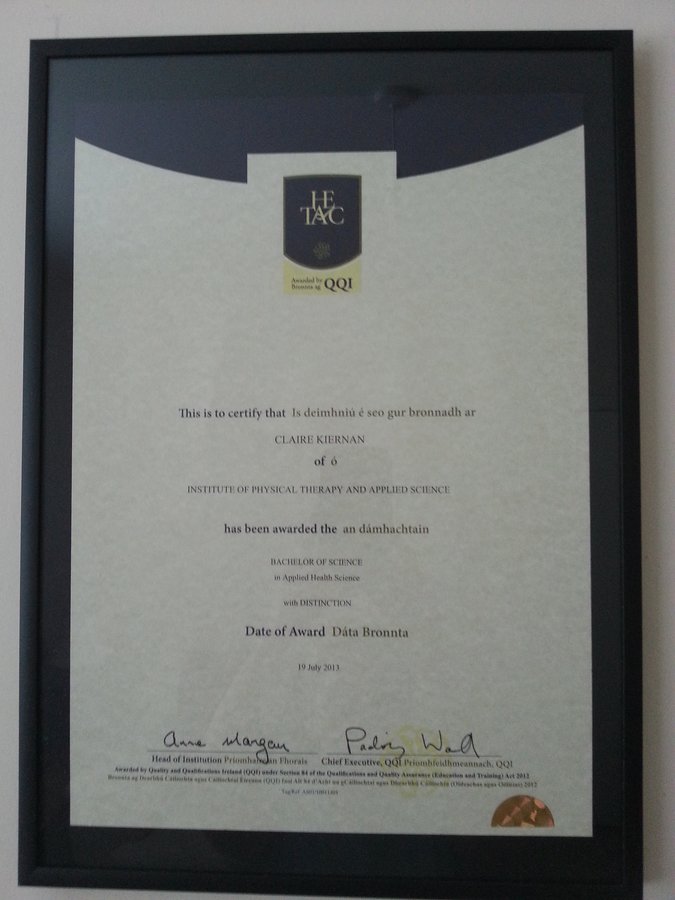 HE
TAC
Awarded by
Bronnta ag QQI
This is to certify that Is deimhniú é seo gur bronnadh ar
CLAIRE KIERNAN
of ó
INSTITUTE OF PHYSICAL THERAPY AND APPLIED SCIENCE
has been awarded the an dámhachtain
BACHELOR OF SCIENCE
in Applied Health Science
with DISTINCTION
Date of Award Dáta Bronnta
19 July 2013
Head of Institution Príomhaire an Fhorais Chief Executive, QQI Príomhfheidhmeannach, QQI
Awarded by Quality and Qualifications Ireland (QQI) under Section 84 of the Qualifications and Quality Assurance (Education and Training) Act 2012